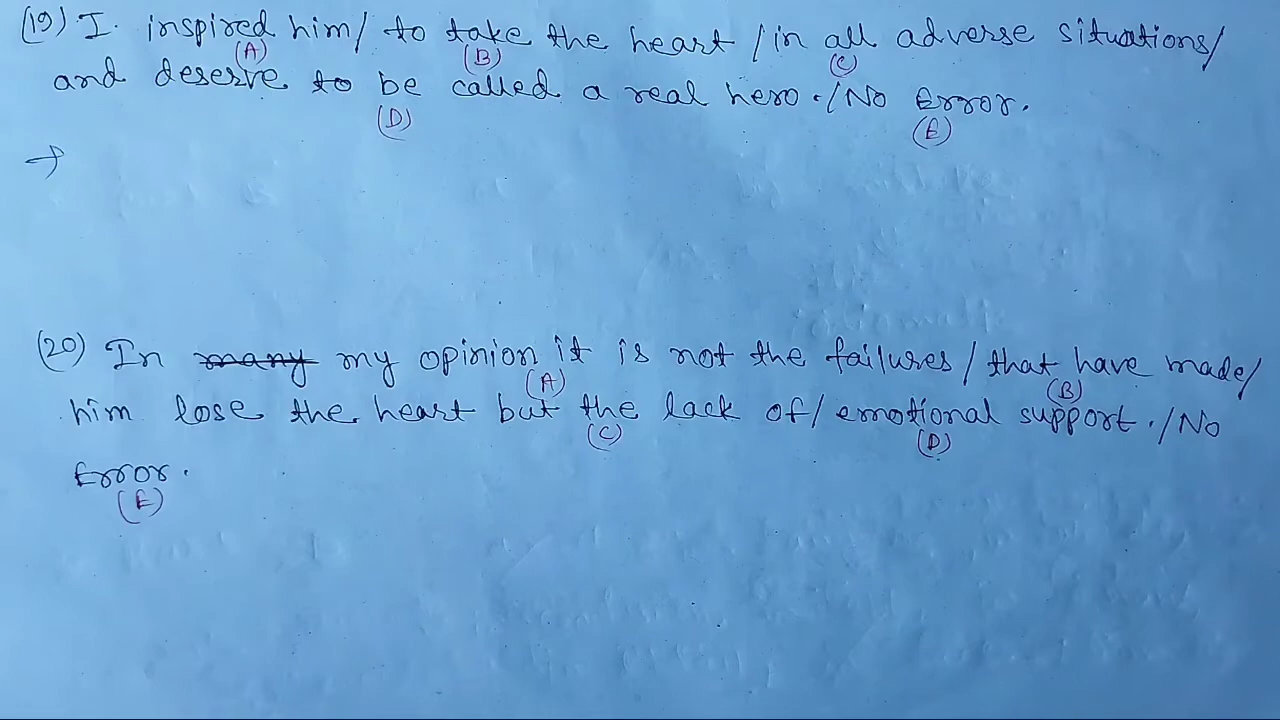 (19) I. inspired him/ to take the heart /in all adverse situations/
(A) (B) (C)
and deserve to be called a real hero./No Error.
(D) (E)
→
(20) In many my opinion it is not the failures/that have made/
(A) (B)
him lose the heart but the lack of/ emotional support./No
(C) (D)
Error.
(E)